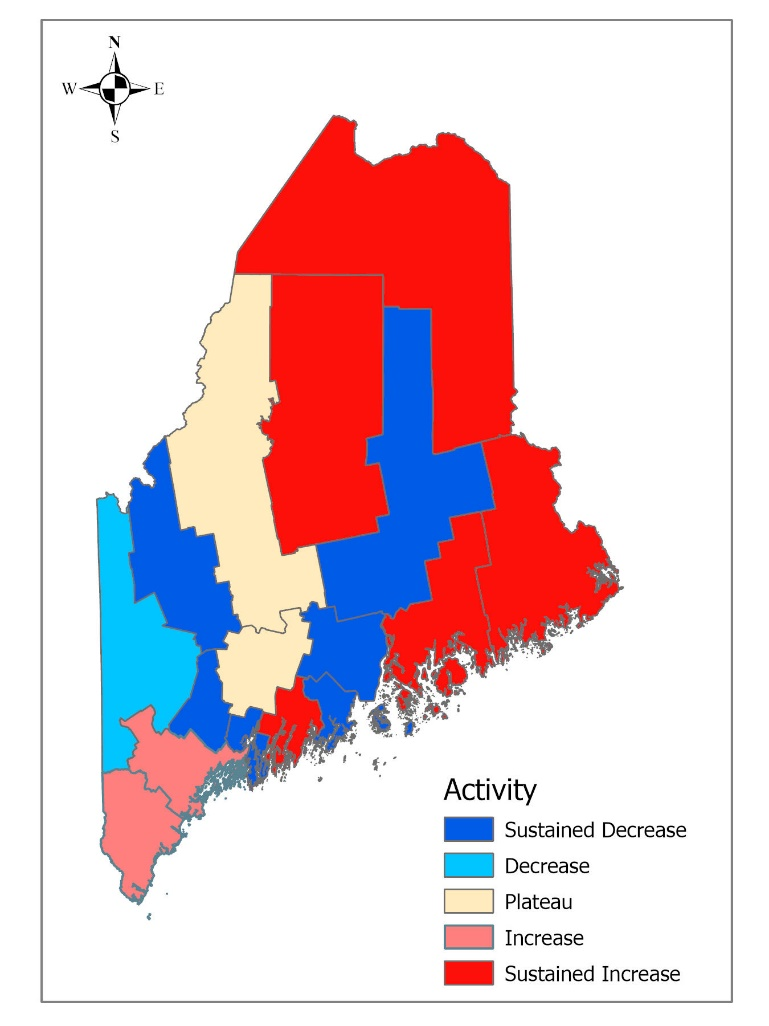 N
W E
S
Activity
Sustained Decrease
Decrease
Plateau
Increase
Sustained Increase